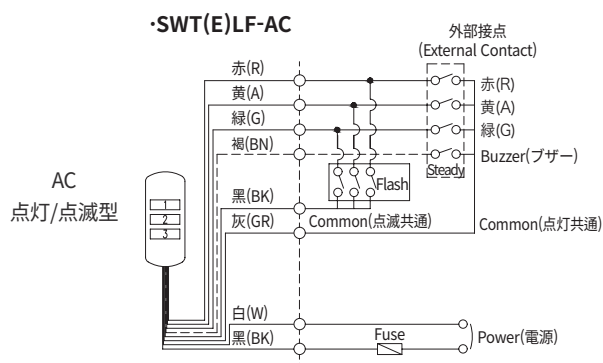 ·SWT(E)LF-AC
外部接点
(External Contact)
赤(R)
赤(R)
黄(A)
黄(A)
緑(G)
緑(G)
褐(BN)
Buzzer(ブザー)
Steady
Flash
AC
点灯/点滅型
1
2
3
黒(BK)
灰(GR)
Common(点滅共通)
Common(点灯共通)
白(W)
黒(BK)
Fuse
Power(電源)